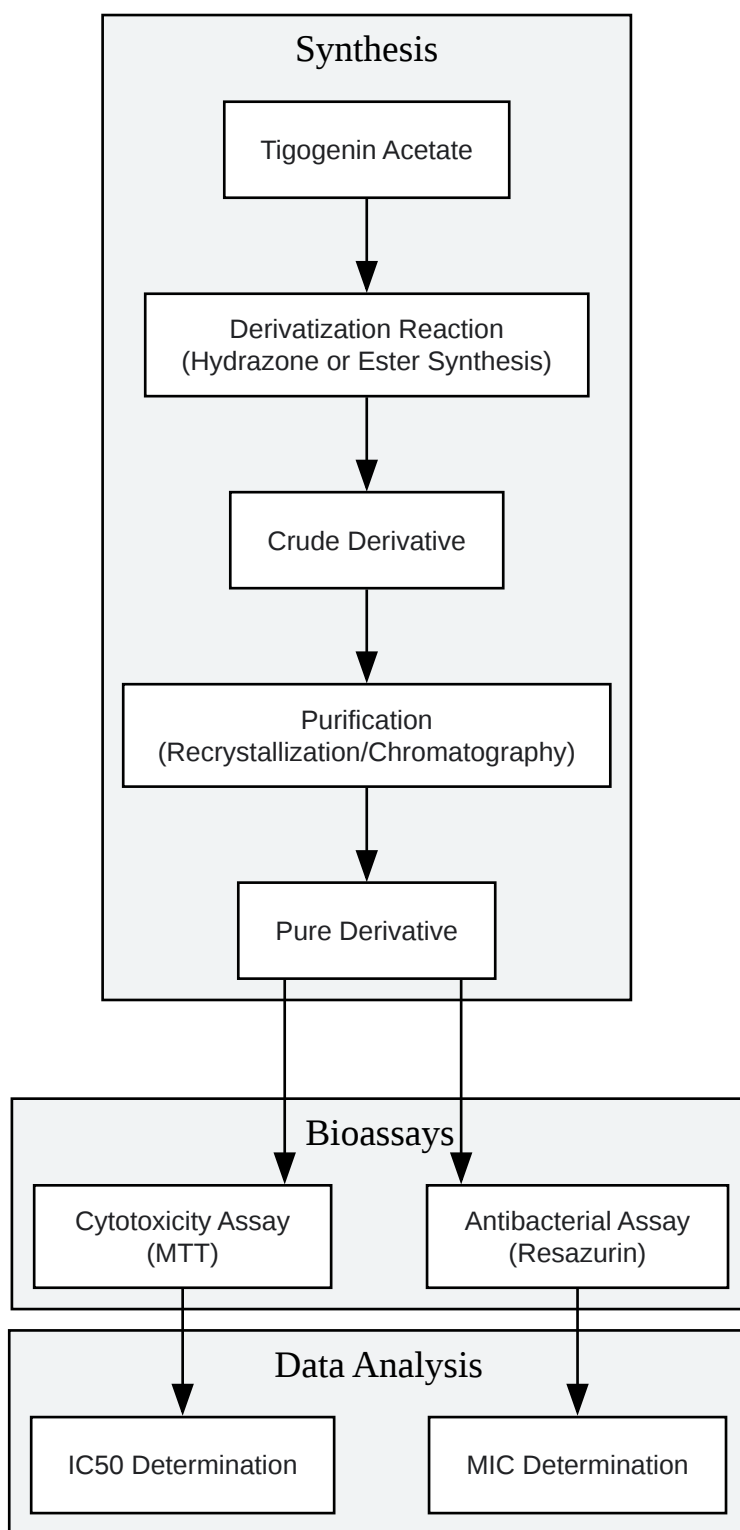 Synthesis
Tigogenin Acetate
Derivatization Reaction
(Hydrazone or Ester Synthesis)
Crude Derivative
Purification
(Recrystallization/Chromatography)
Pure Derivative
Bioassays
Cytotoxicity Assay
(MTT)
Antibacterial Assay
(Resazurin)
Data Analysis
IC50 Determination
MIC Determination